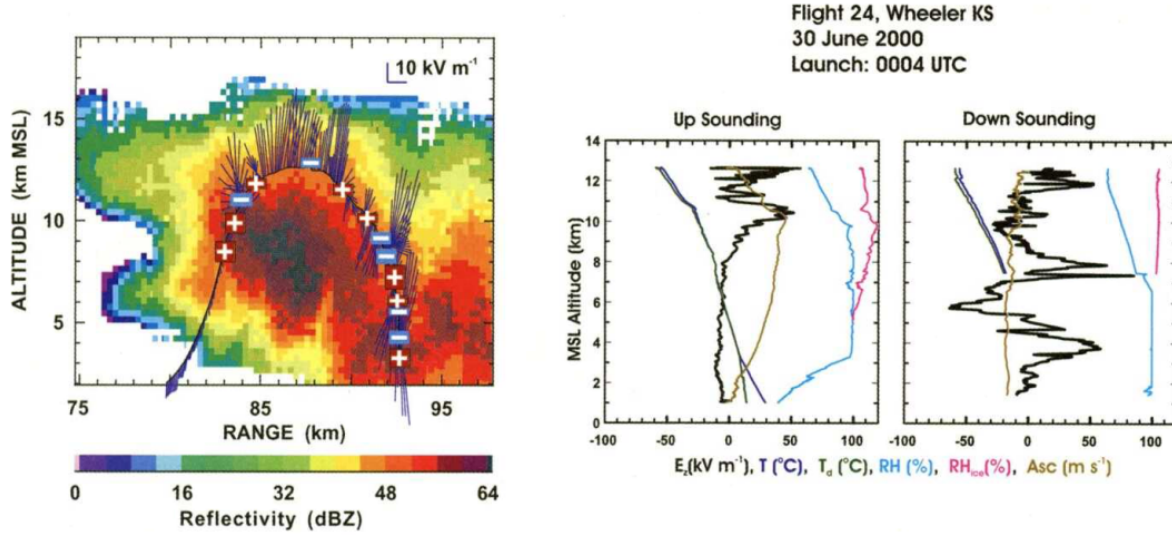 Flight 24, Wheeler KS
30 June 2000
Launch: 0004 UTC
10 kV m⁻¹
ALTITUDE (km MSL)
15
10
5
75 85 95
RANGE (km)
0 16 32 48 64
Reflectivity (dBZ)
Up Sounding
Down Sounding
MSL Altitude (km)
14
12
10
8
6
4
2
0
-100 -50 0 50 100 -100 -50 0 50 100
E_z(kV m⁻¹), T (°C), T_d (°C), RH (%), RH_ice(%), Asc (m s⁻¹)